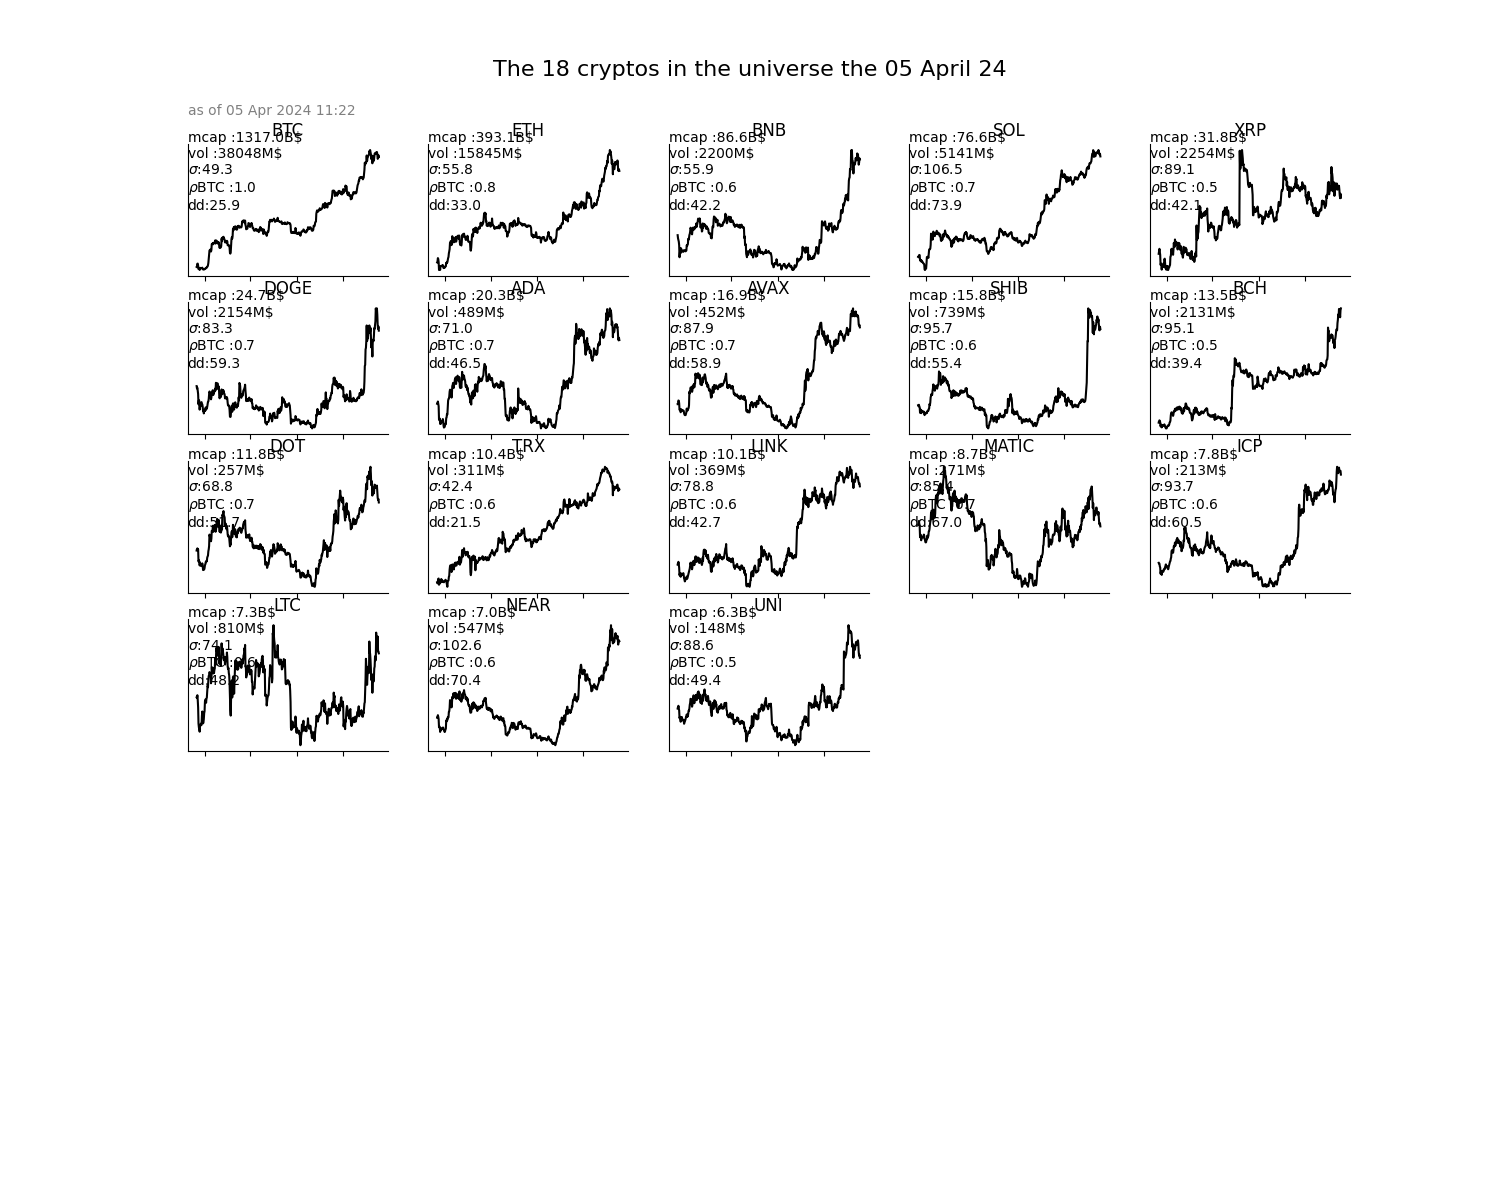 The 18 cryptos in the universe the 05 April 24
as of 05 Apr 2024 11:22
BTC
mcap :1317.0B$
vol :38048M$
σ:49.3
ρBTC :1.0
dd:25.9
ETH
mcap :393.1B$
vol :15845M$
σ:55.8
ρBTC :0.8
dd:33.0
BNB
mcap :86.6B$
vol :2200M$
σ:55.9
ρBTC :0.6
dd:42.2
SOL
mcap :76.6B$
vol :5141M$
σ:106.5
ρBTC :0.7
dd:73.9
XRP
mcap :31.8B$
vol :2254M$
σ:89.1
ρBTC :0.5
dd:42.1
DOGE
mcap :24.7B$
vol :2154M$
σ:83.3
ρBTC :0.7
dd:59.3
ADA
mcap :20.3B$
vol :489M$
σ:71.0
ρBTC :0.7
dd:46.5
AVAX
mcap :16.9B$
vol :452M$
σ:87.9
ρBTC :0.7
dd:58.9
SHIB
mcap :15.8B$
vol :739M$
σ:95.7
ρBTC :0.6
dd:55.4
BCH
mcap :13.5B$
vol :2131M$
σ:95.1
ρBTC :0.5
dd:39.4
DOT
mcap :11.8B$
vol :257M$
σ:68.8
ρBTC :0.7
TRX
mcap :10.4B$
vol :311M$
σ:42.4
ρBTC :0.6
dd:21.5
LINK
mcap :10.1B$
vol :369M$
σ:78.8
ρBTC :0.6
dd:42.7
MATIC
mcap :8.7B$
vol :271M$
σ:85.4
ρBTC :0.7
dd:67.0
ICP
mcap :7.8B$
vol :213M$
σ:93.7
ρBTC :0.6
dd:60.5
LTC
mcap :7.3B$
vol :810M$
σ:74.1
ρBTC :0.6
dd:48.2
NEAR
mcap :7.0B$
vol :547M$
σ:102.6
ρBTC :0.6
dd:70.4
UNI
mcap :6.3B$
vol :148M$
σ:88.6
ρBTC :0.5
dd:49.4